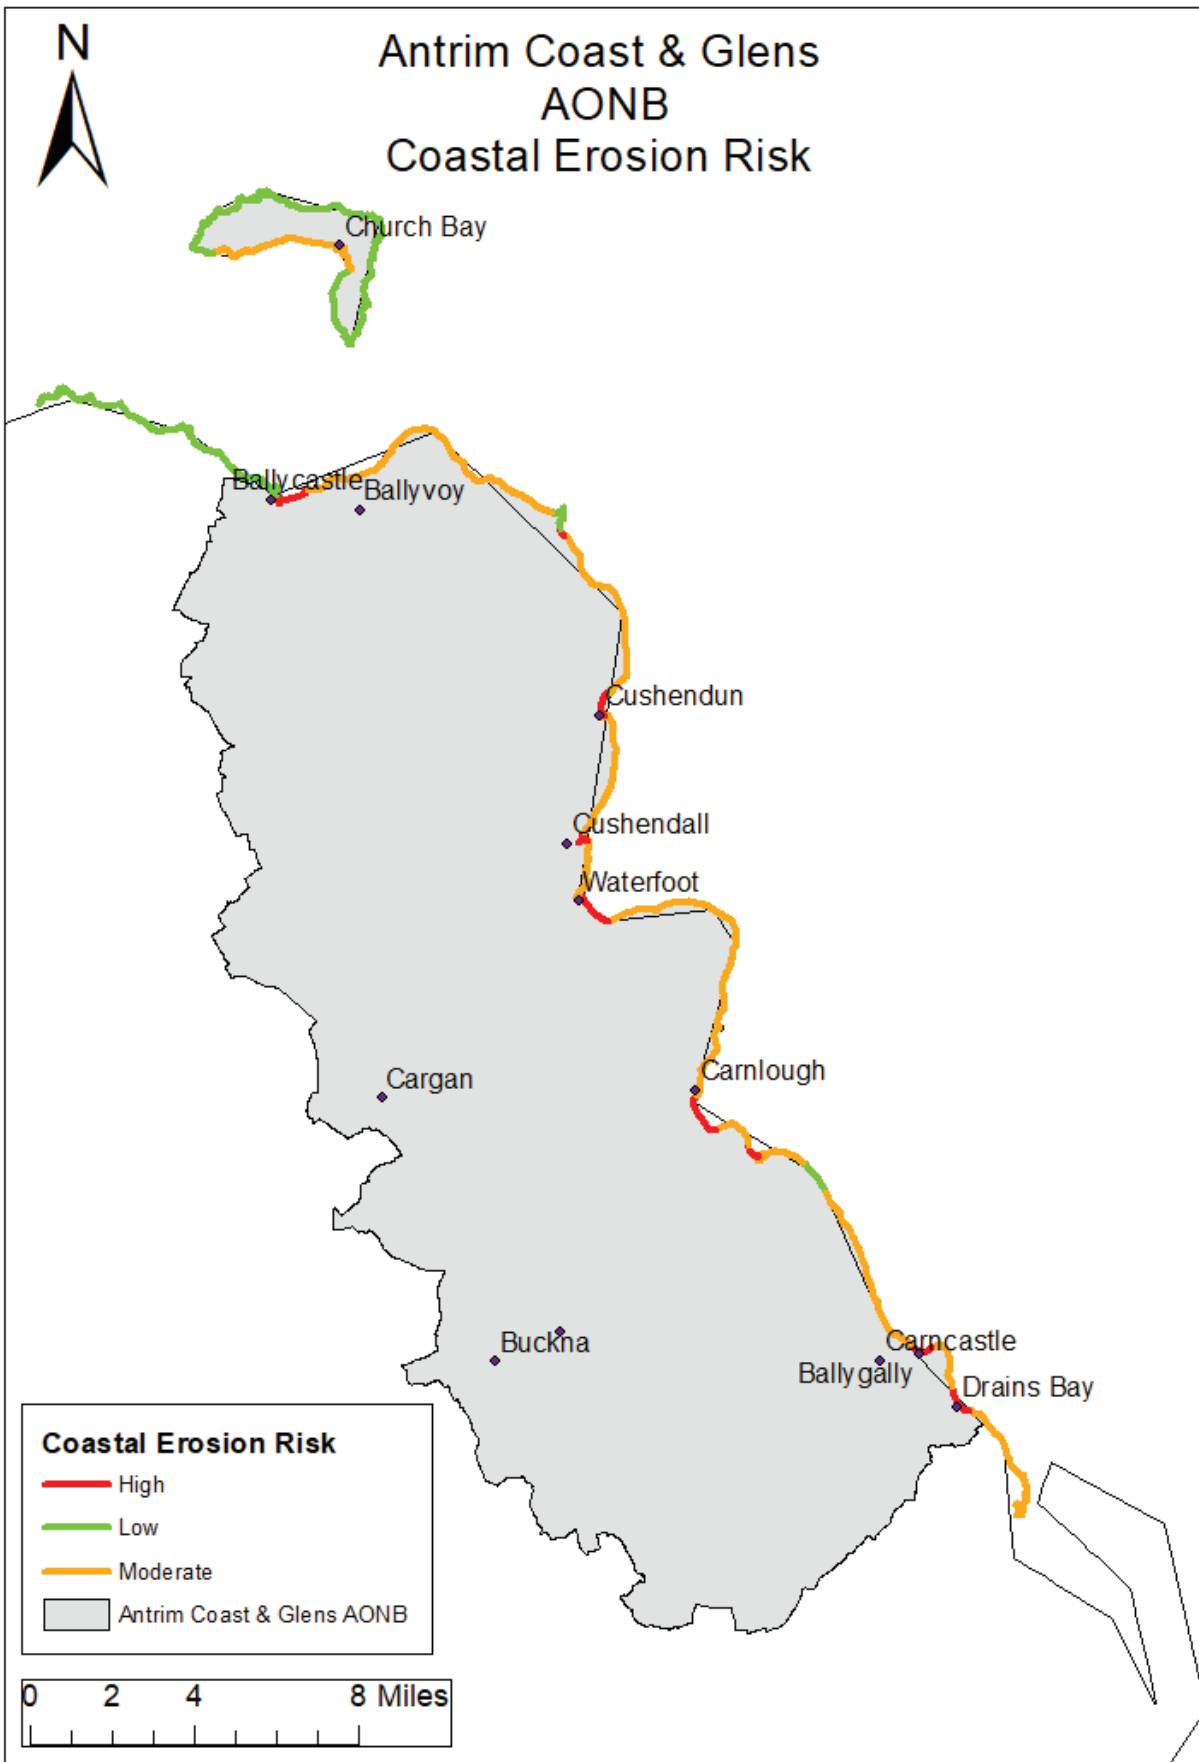 N
Antrim Coast & Glens
AONB
Coastal Erosion Risk
Church Bay
Ballycastle
Ballyvoy
Cushendun
Cushendall
Waterfoot
Carnlough
Cargan
Buckna
Carncastle
Ballygally
Drains Bay
Coastal Erosion Risk
High
Low
Moderate
Antrim Coast & Glens AONB
0 2 4 8 Miles